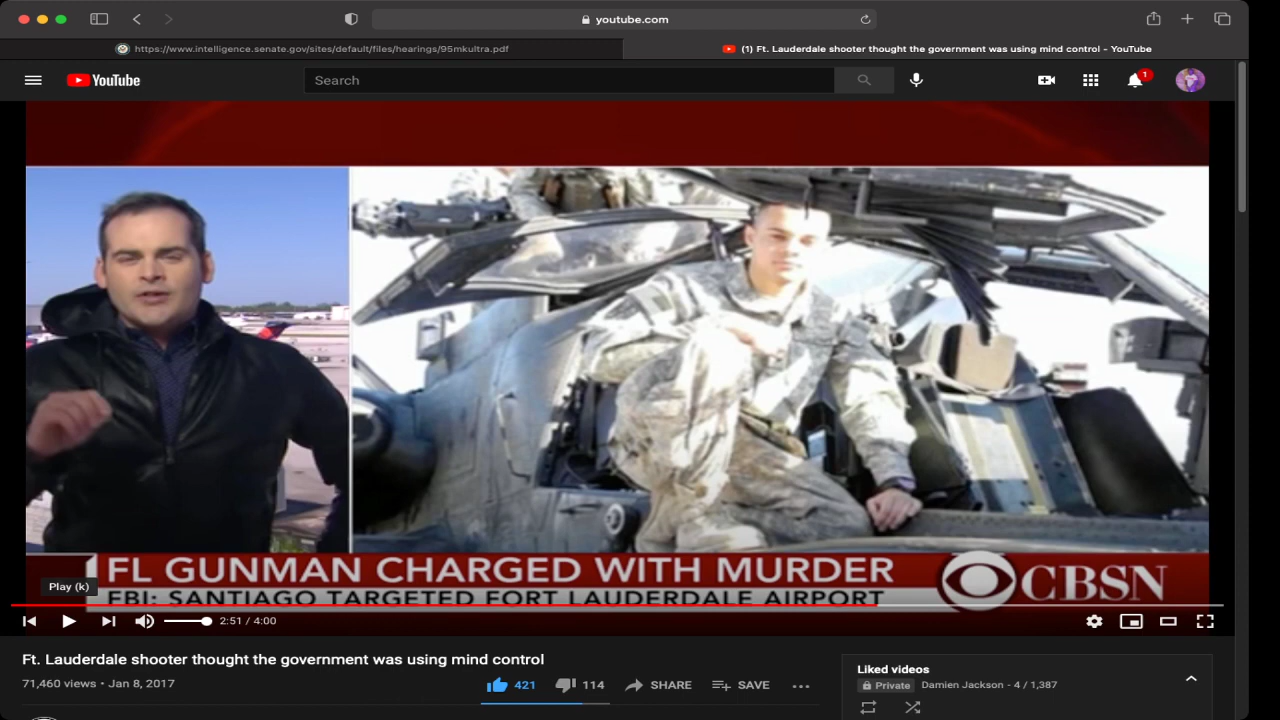 youtube.com
https://www.intelligence.senate.gov/sites/default/files/hearings/95mkultra.pdf
(1) Ft. Lauderdale shooter thought the government was using mind control - YouTube
YouTube
Search
1
FL GUNMAN CHARGED WITH MURDER
FBI: SANTIAGO TARGETED FORT LAUDERDALE AIRPORT
CBSN
Play (k)
2:51 / 4:00
Ft. Lauderdale shooter thought the government was using mind control
71,460 views • Jan 8, 2017
421
114
SHARE
SAVE
Liked videos
Private
Damien Jackson - 4 / 1,387